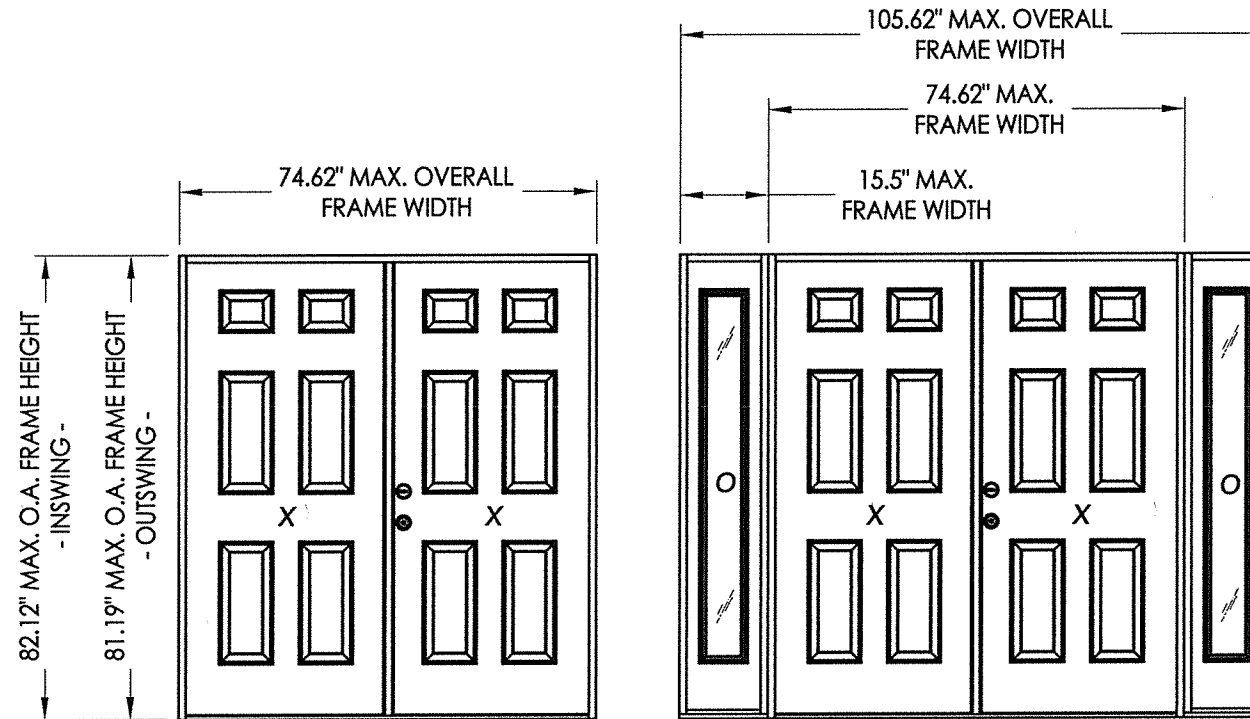 105.62" MAX. OVERALL
FRAME WIDTH
74.62" MAX.
FRAME WIDTH
15.5" MAX.
FRAME WIDTH
74.62" MAX. OVERALL
FRAME WIDTH
82.12" MAX. O.A. FRAME HEIGHT
- INSWING -
81.19" MAX. O.A. FRAME HEIGHT
- OUTSWING -
X
X
O
X
X
O